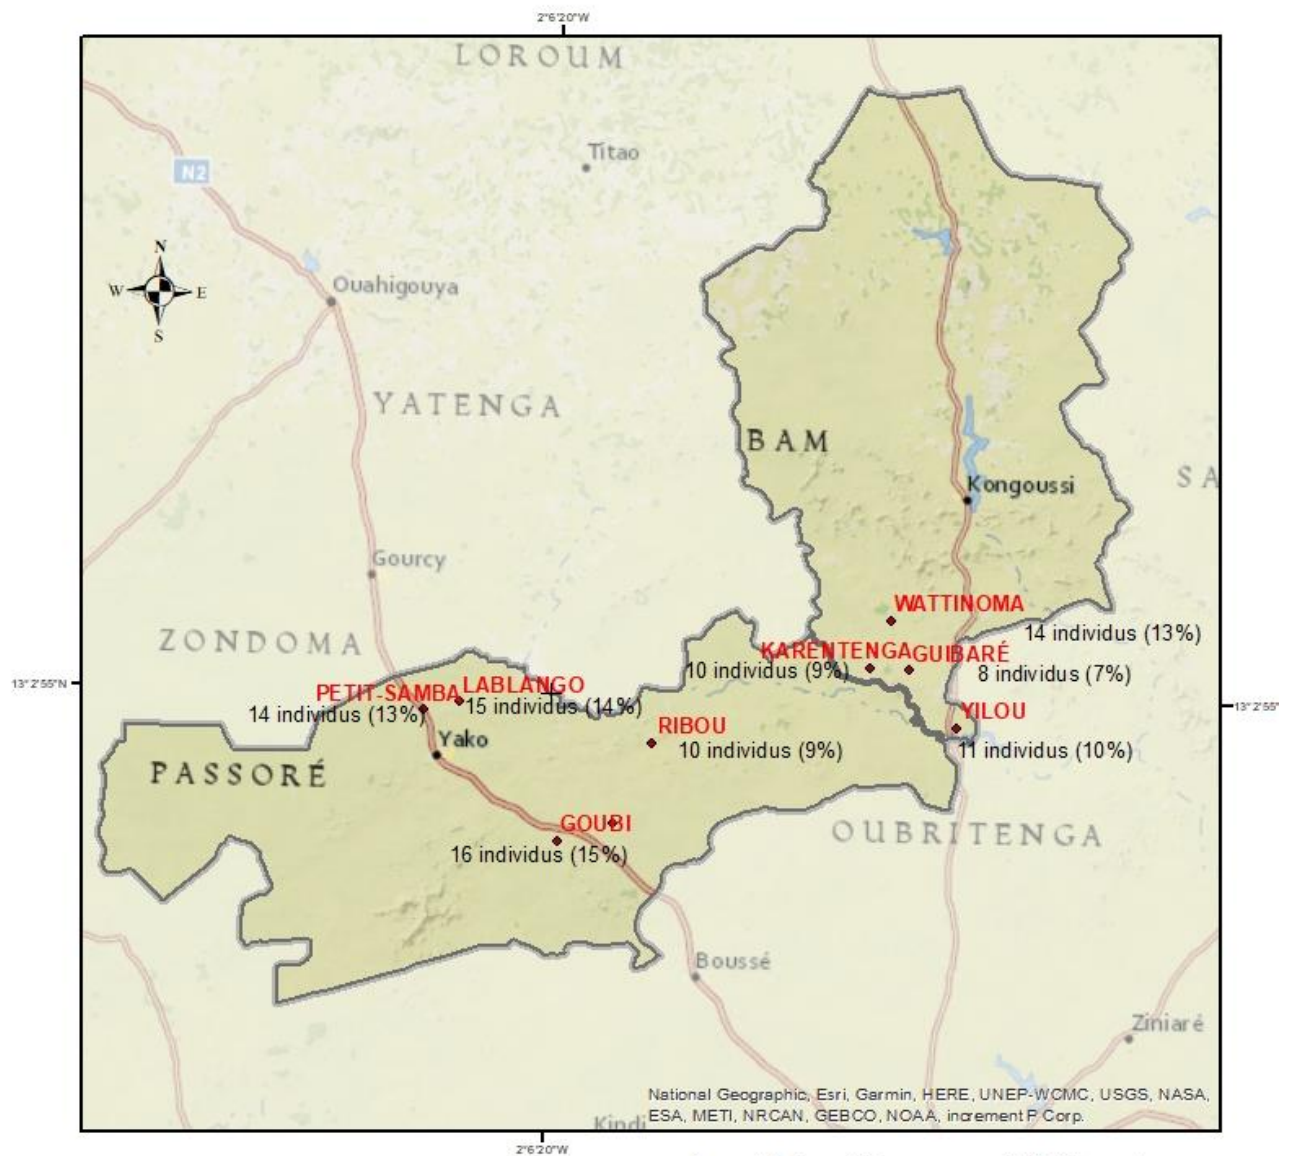 2°6'20"W
LOROUM
Titao
N2
N
W E
S
Ouahigouya
YATENGA
BAM
SA
Kongoussi
Gourcy
WATTINOMA
14 individus (13%)
ZONDOMA
KARENTENGA
GUIBARÉ
10 individus (9%)
8 individus (7%)
13°2'55"N
PETIT-SAMBA
LABLANGO
14 individus (13%)
15 individus (14%)
13°2'55"
YILOU
RIBOU
Yako
10 individus (9%)
11 individus (10%)
PASSORÉ
GOUBI
OUBRITENGA
16 individus (15%)
Boussé
Ziniaré
National Geographic, Esri, Garmin, HERE, UNEP-WCMC, USGS, NASA,
ESA, METI, NRCAN, GEBCO, NOAA, increment P Corp.
Kindi
2°6'20"W